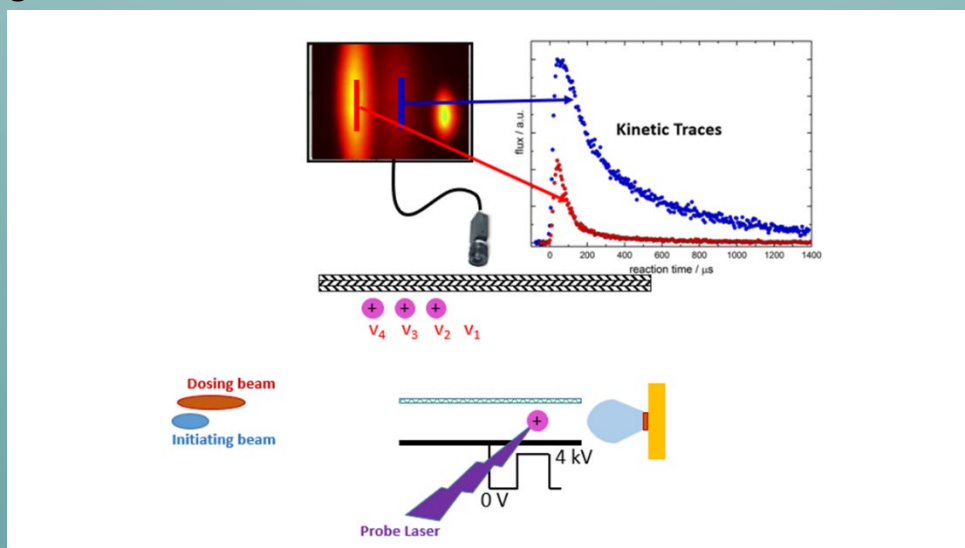 Kinetic Traces
flux / a.u.
0 200 400 600 800 1000 1200 1400
reaction time / μs
+ + +
V4 V3 V2 V1
Dosing beam
Initiating beam
+
4 kV
0 V
Probe Laser